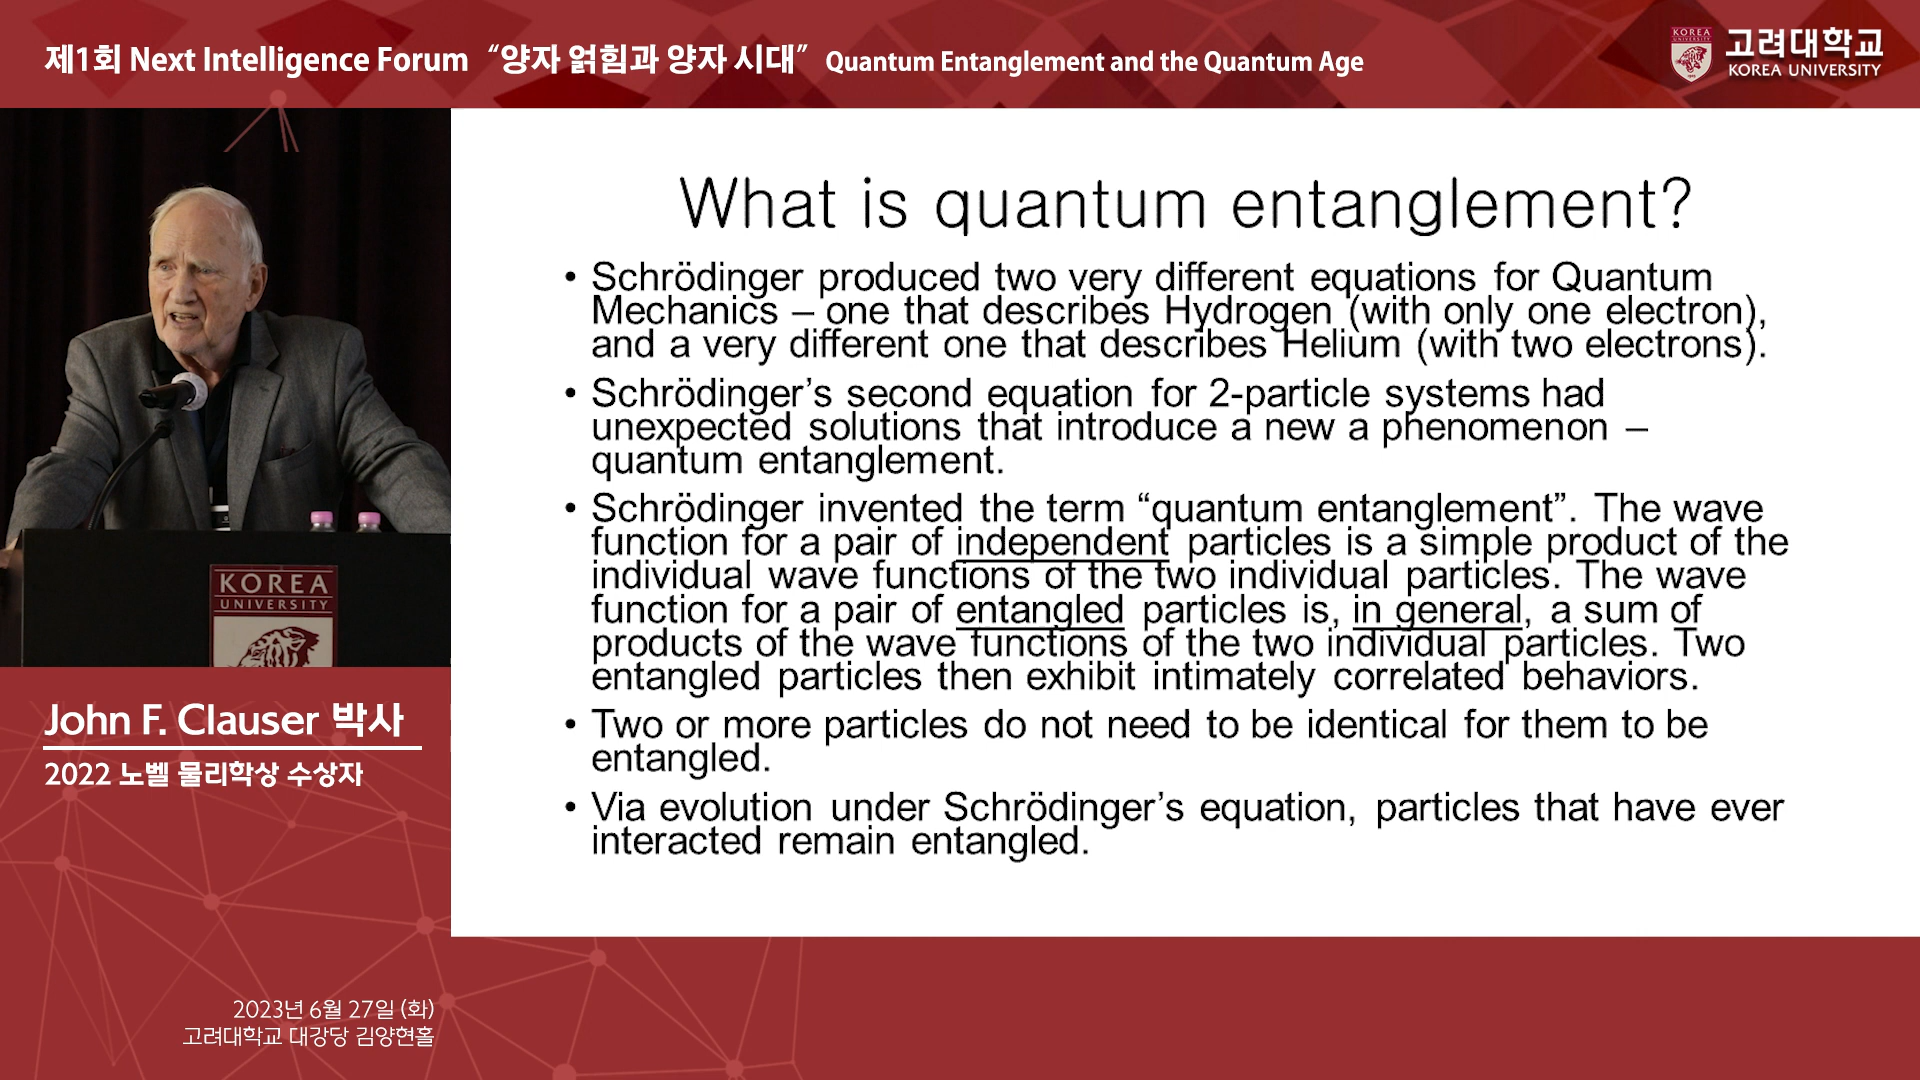 제1회 Next Intelligence Forum “양자 얽힘과 양자 시대” Quantum Entanglement and the Quantum Age
KOREA
UNIVERSITY
1905
고려대학교
KOREA UNIVERSITY
What is quantum entanglement?
• Schrödinger produced two very different equations for Quantum
Mechanics – one that describes Hydrogen (with only one electron),
and a very different one that describes Helium (with two electrons).
• Schrödinger’s second equation for 2-particle systems had
unexpected solutions that introduce a new a phenomenon –
quantum entanglement.
• Schrödinger invented the term “quantum entanglement”. The wave
function for a pair of independent particles is a simple product of the
individual wave functions of the two individual particles. The wave
function for a pair of entangled particles is, in general, a sum of
products of the wave functions of the two individual particles. Two
entangled particles then exhibit intimately correlated behaviors.
• Two or more particles do not need to be identical for them to be
entangled.
• Via evolution under Schrödinger’s equation, particles that have ever
interacted remain entangled.
KOREA
UNIVERSITY
John F. Clauser 박사
2022 노벨 물리학상 수상자
2023년 6월 27일 (화)
고려대학교 대강당 김양현홀